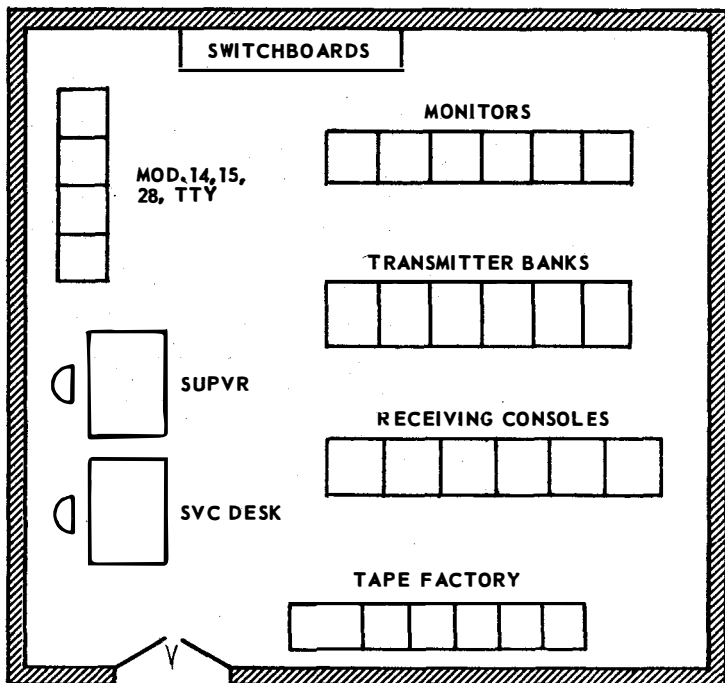 SWITCHBOARDS
MONITORS
MOD. 14, 15,
28, TTY
TRANSMITTER BANKS
SUPVR
RECEIVING CONSOLES
SVC DESK
TAPE FACTORY